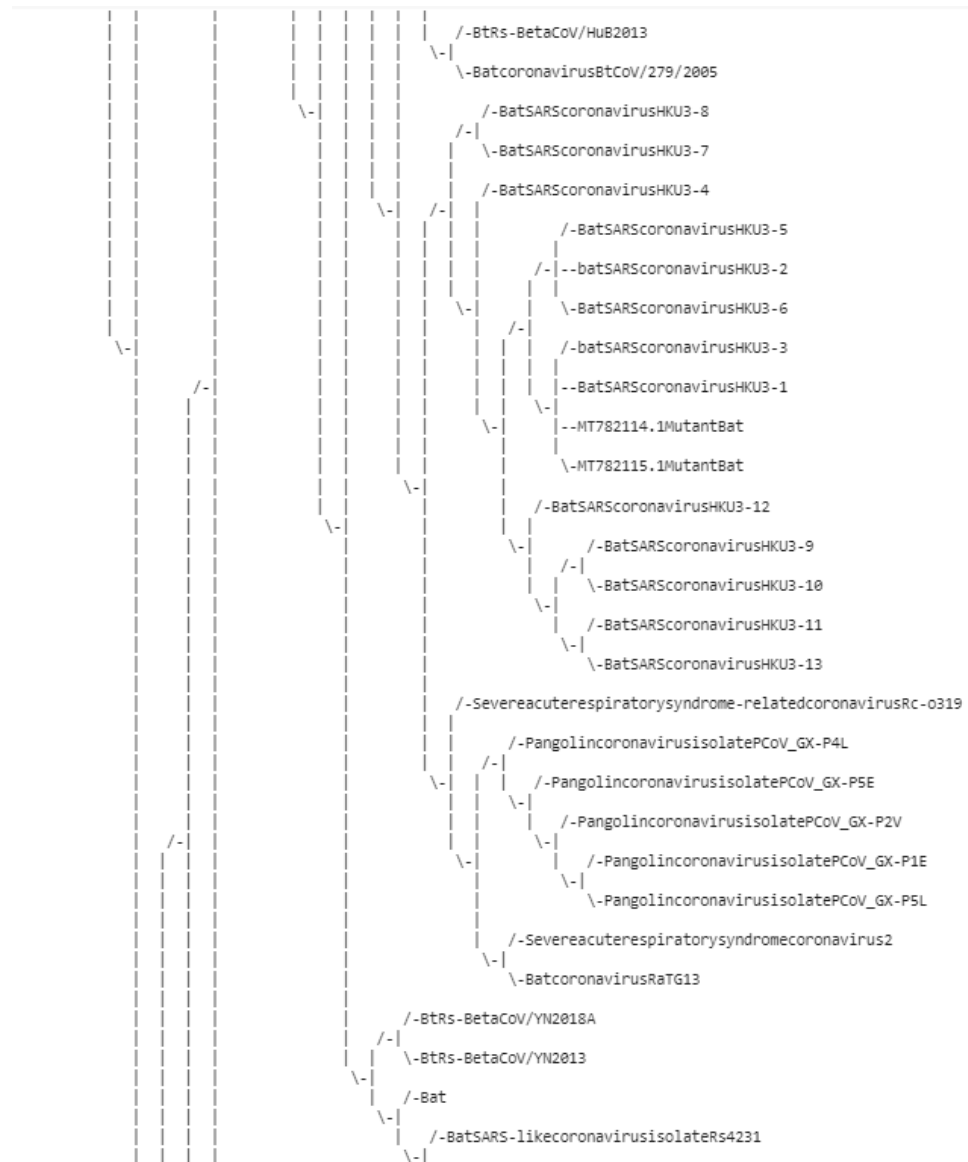 /-BtRs-BetaCoV/HuB2013
\-BatcoronavirusBtCoV/279/2005
/-BatSARScoronavirusHKU3-8
\-BatSARScoronavirusHKU3-7
/-BatSARScoronavirusHKU3-4
/-BatSARScoronavirusHKU3-5
--batSARScoronavirusHKU3-2
\-BatSARScoronavirusHKU3-6
/-batSARScoronavirusHKU3-3
--BatSARScoronavirusHKU3-1
--MT782114.1MutantBat
\-MT782115.1MutantBat
/-BatSARScoronavirusHKU3-12
/-BatSARScoronavirusHKU3-9
\-BatSARScoronavirusHKU3-10
/-BatSARScoronavirusHKU3-11
\-BatSARScoronavirusHKU3-13
/-Severeacuterespiratorysyndrome-relatedcoronavirusRc-o319
/-PangolincoronavirusisolatePCoV_GX-P4L
/-PangolincoronavirusisolatePCoV_GX-P5E
/-PangolincoronavirusisolatePCoV_GX-P2V
/-PangolincoronavirusisolatePCoV_GX-P1E
\-PangolincoronavirusisolatePCoV_GX-P5L
/-Severeacuterespiratorysyndromecoronavirus2
\-BatcoronavirusRaTG13
/-BtRs-BetaCoV/YN2018A
\-BtRs-BetaCoV/YN2013
/-Bat
/-BatSARS-likecoronavirusisolateRs4231